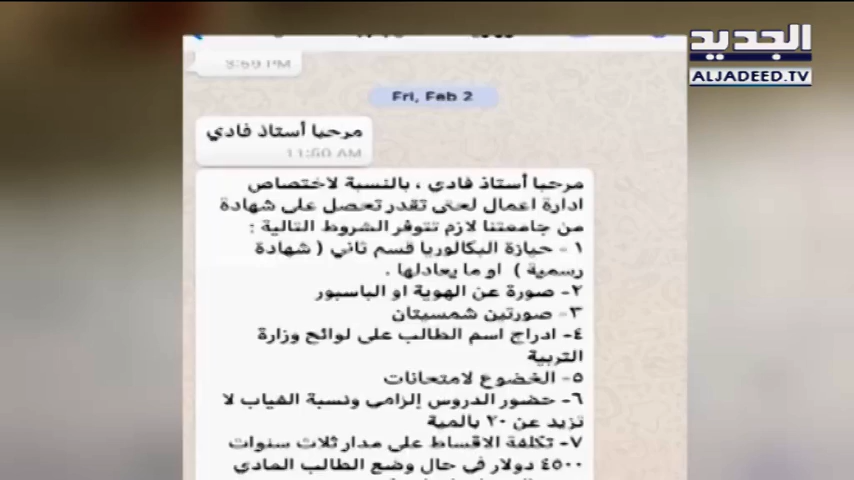 الجديد
ALJADEED.TV
3:59 PM
Fri, Feb 2
مرحبا أستاذ فادي
11:50 AM
مرحبا أستاذ فادي ، بالنسبة لاختصاص
ادارة اعمال لحتى تقدر تحصل على شهادة
من جامعتنا لازم تتوفر الشروط التالية :
١ - حيازة البكالوريا قسم ثاني ( شهادة
رسمية ) او ما يعادلها .
٢- صورة عن الهوية او الباسبور
٣- صورتين شمسيتان
٤- ادراج اسم الطالب على لوائح وزارة
التربية
٥- الخضوع لامتحانات
٦- حضور الدروس إلزامي ونسبة الغياب لا
تزيد عن ٢٠ بالمية
٧- تكلفة الاقساط على مدار ثلاث سنوات
٤٥٠٠ دولار في حال وضع الطالب المادي